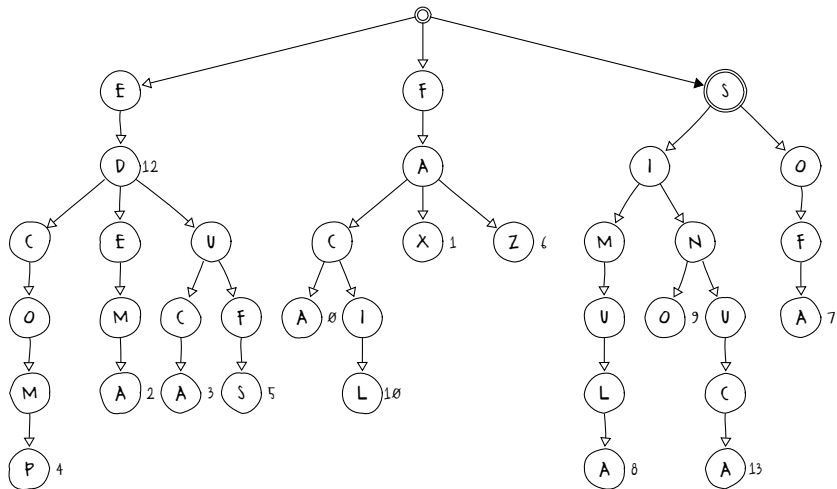 E F S
D 12 A I O
C E U C X 1 Z 6 M N F
O M C F A 0 I U O 9 U A 7
M A 2 A 3 S 5 L 10 L C
P 4 A 8 A 13